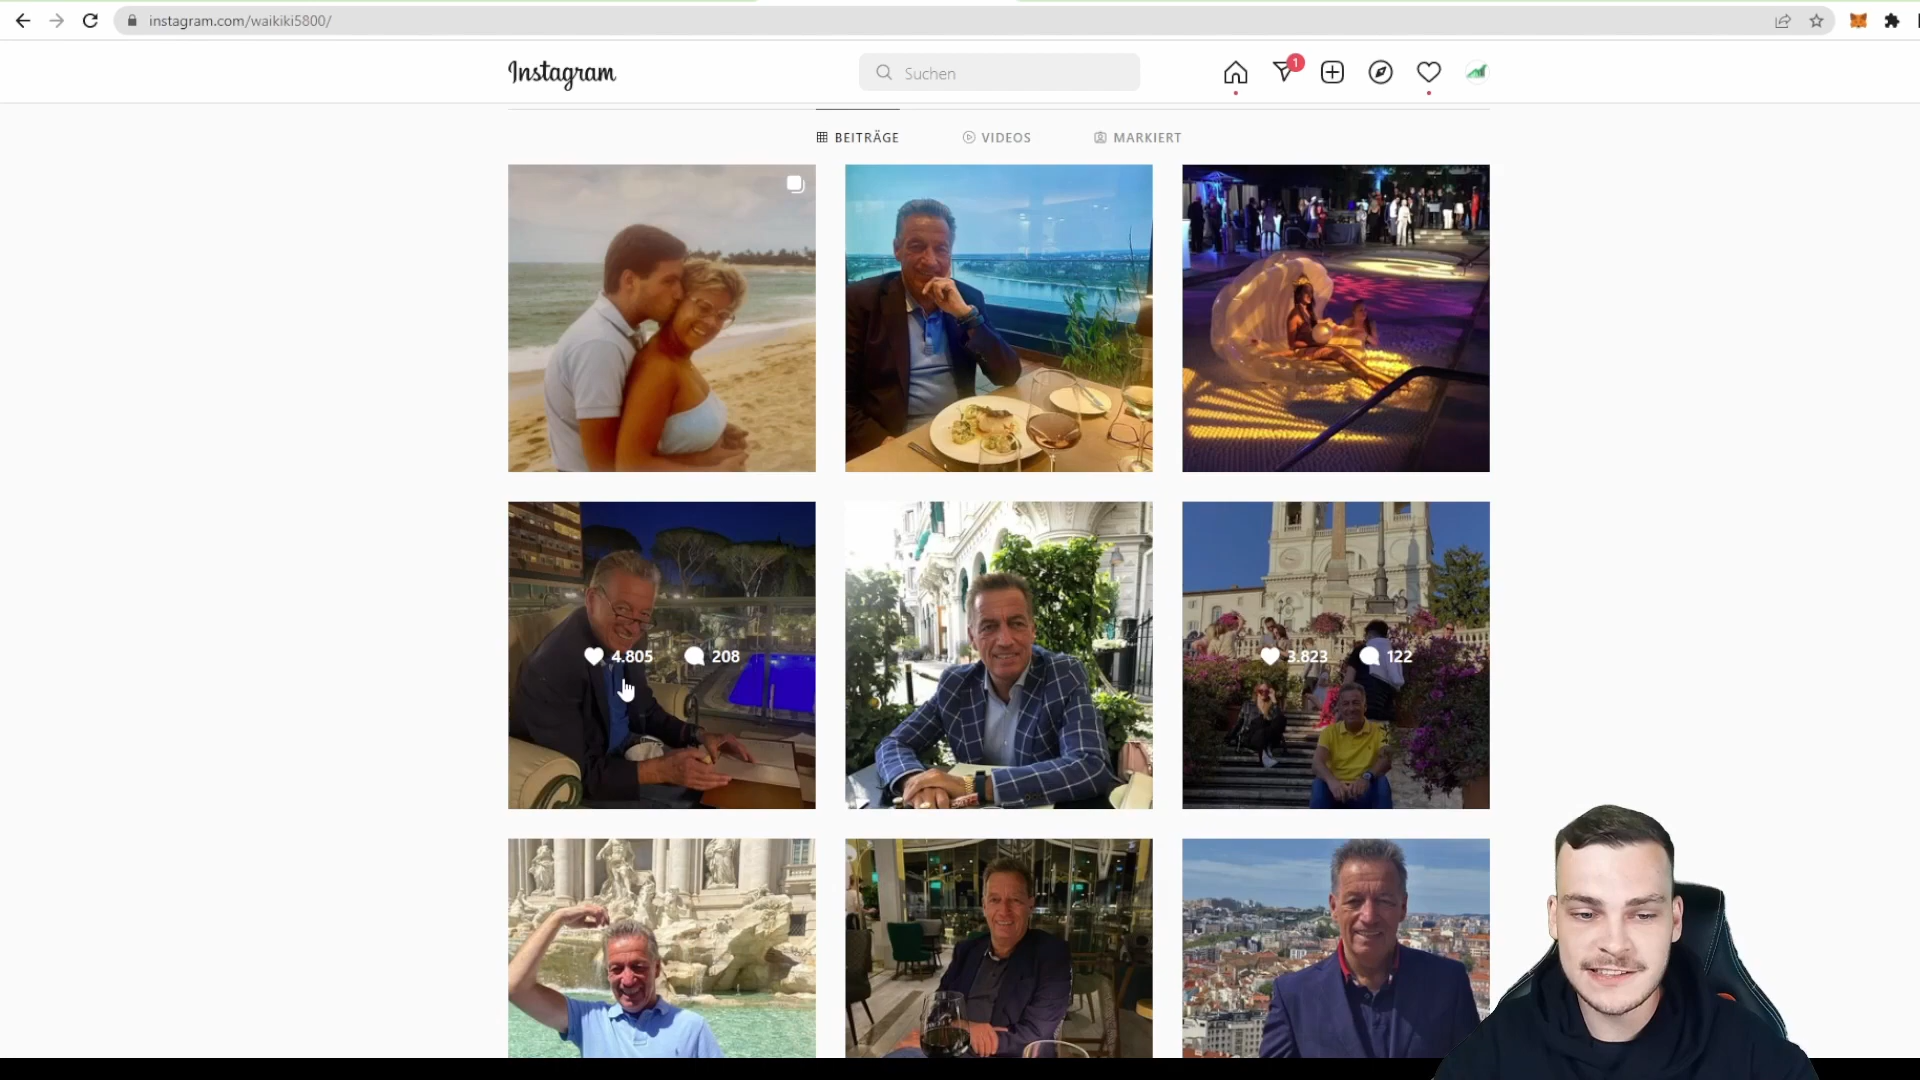 instagram.com/waikiki5800/
Instagram
Suchen
1
BEITRÄGE
VIDEOS
MARKIERT
4.805
208
3.823
122